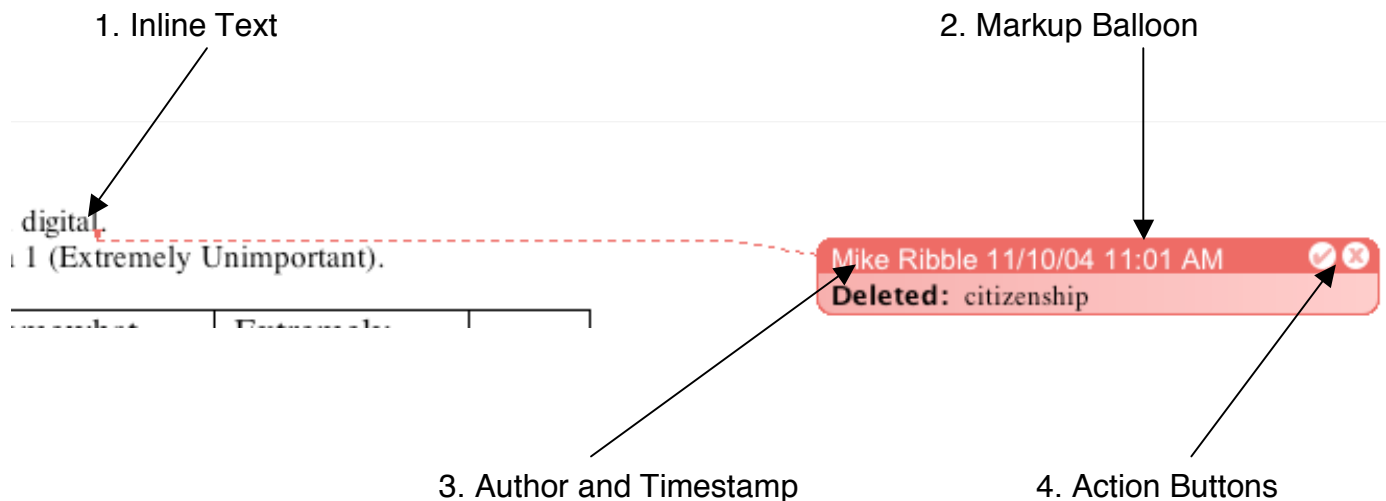 1. Inline Text
2. Markup Balloon
digital.
1 (Extremely Unimportant).
Mike Ribble 11/10/04 11:01 AM
Deleted: citizenship
Extremely
3. Author and Timestamp
4. Action Buttons